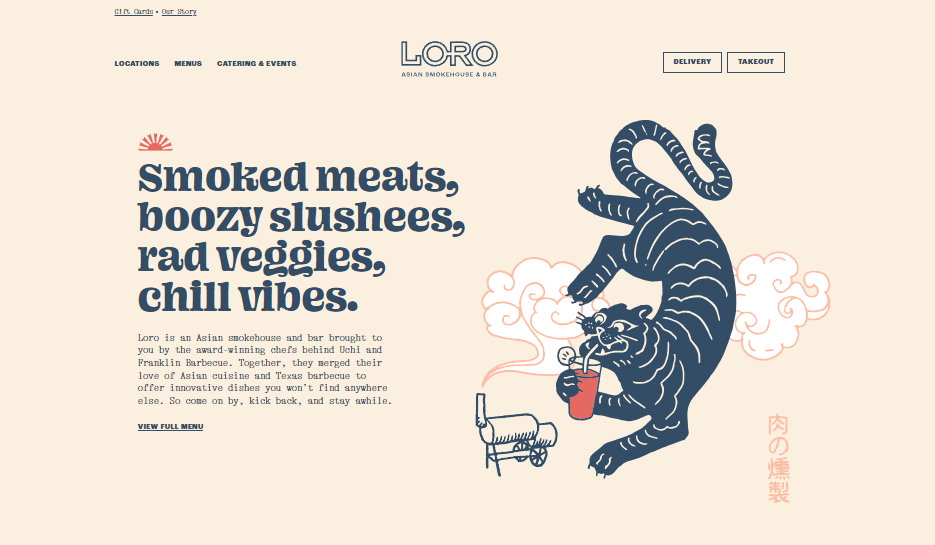 Gift Cards • Our Story
LOCATIONS MENUS CATERING & EVENTS
LORO
ASIAN SMOKEHOUSE & BAR
DELIVERY TAKEOUT
Smoked meats,
boozy slushees,
rad veggies,
chill vibes.
Loro is an Asian smokehouse and bar brought to
you by the award-winning chefs behind Uchi and
Franklin Barbecue. Together, they merged their
love of Asian cuisine and Texas barbecue to
offer innovative dishes you won't find anywhere
else. So come on by, kick back, and stay awhile.
VIEW FULL MENU
肉の燻製